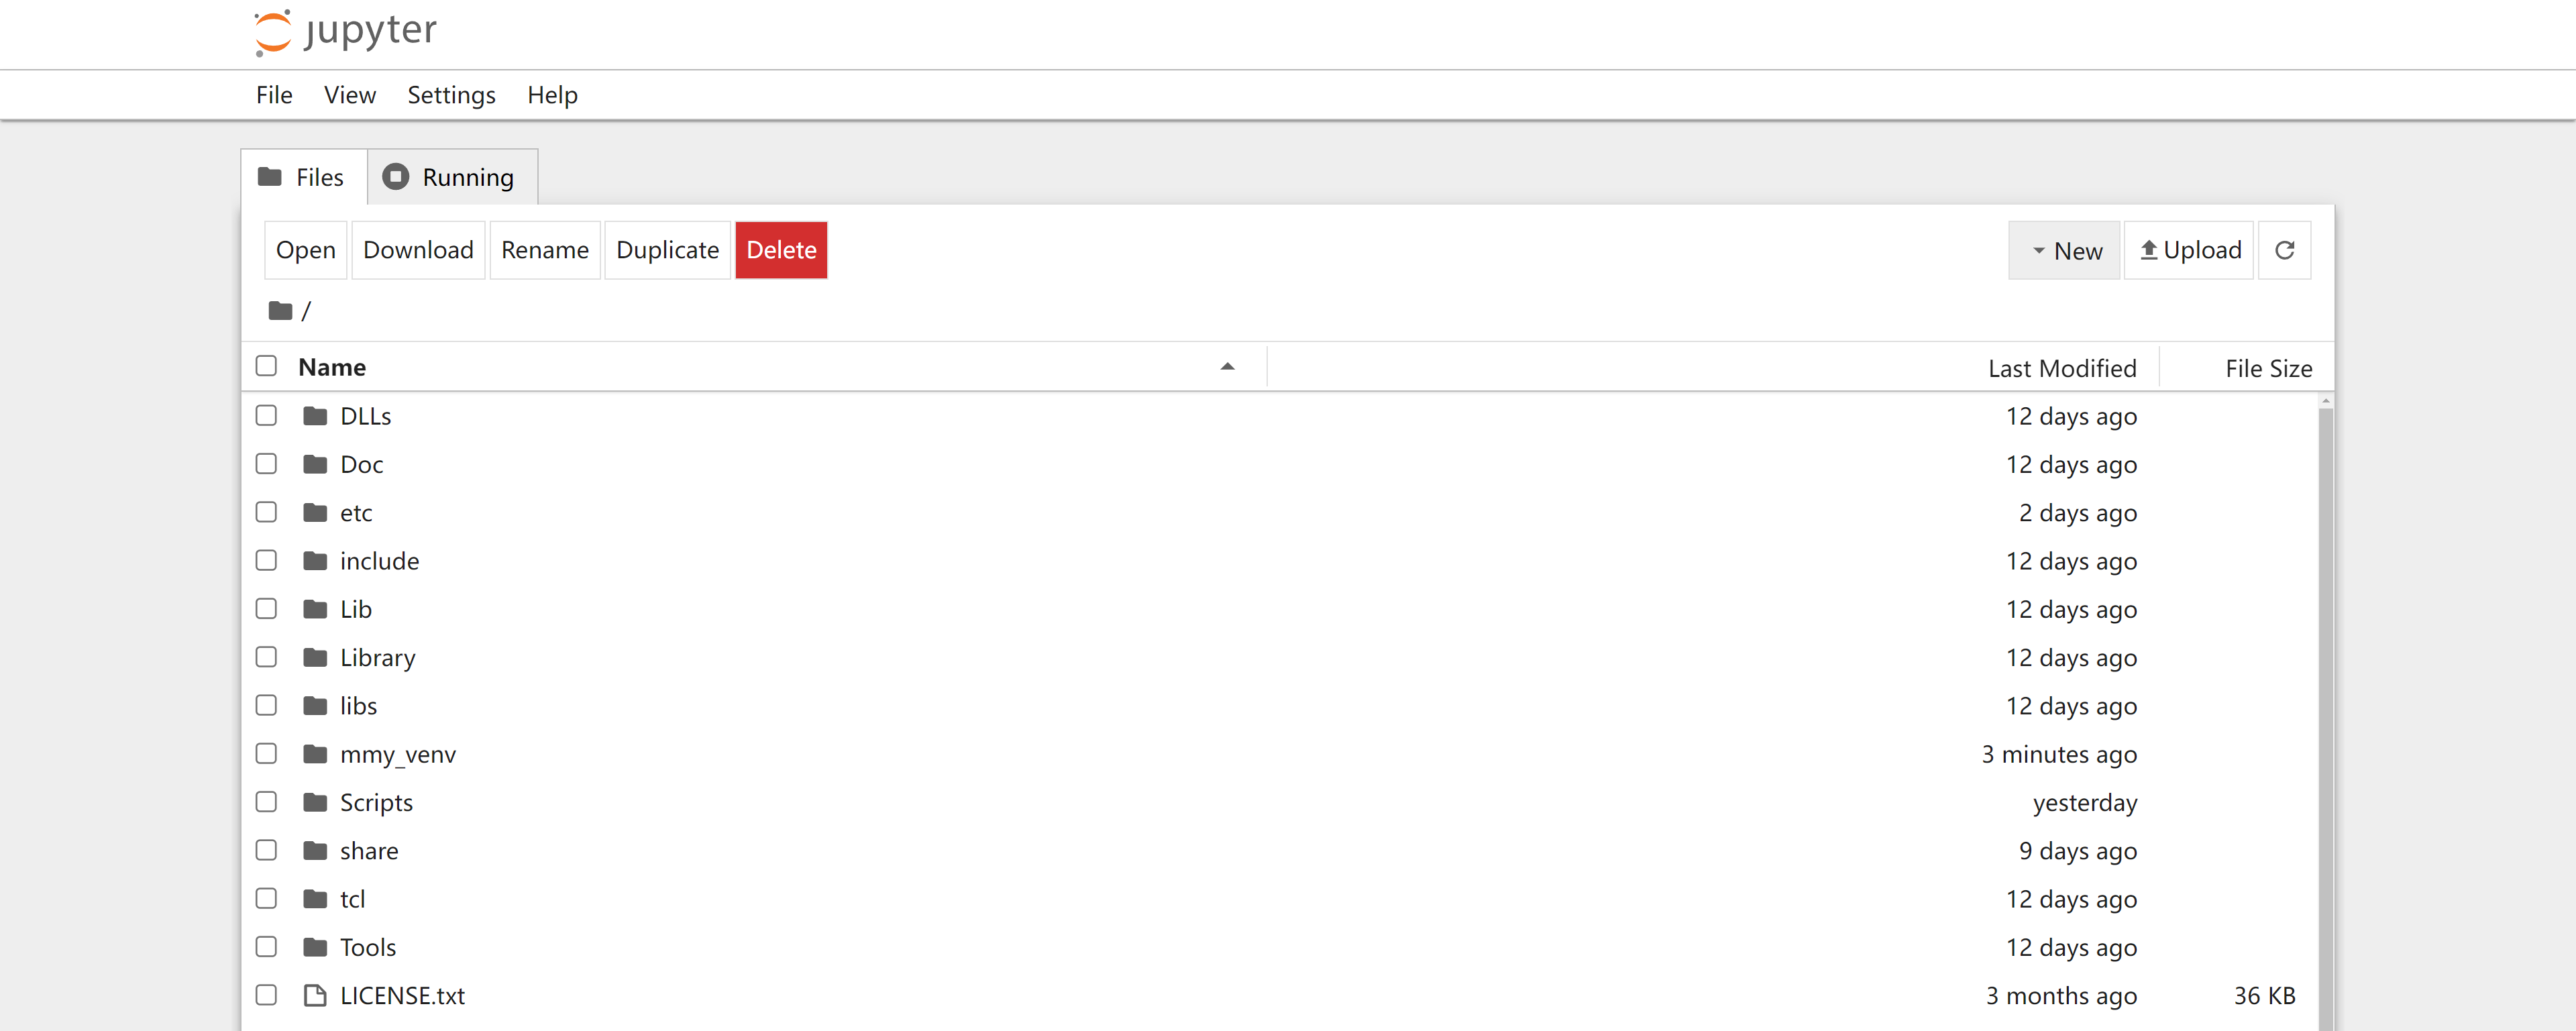 jupyter
File View Settings Help
Files Running
Open Download Rename Duplicate Delete New Upload
/
Name Last Modified File Size
DLLs 12 days ago
Doc 12 days ago
etc 2 days ago
include 12 days ago
Lib 12 days ago
Library 12 days ago
libs 12 days ago
mmy_venv 3 minutes ago
Scripts yesterday
share 9 days ago
tcl 12 days ago
Tools 12 days ago
LICENSE.txt 3 months ago 36 KB